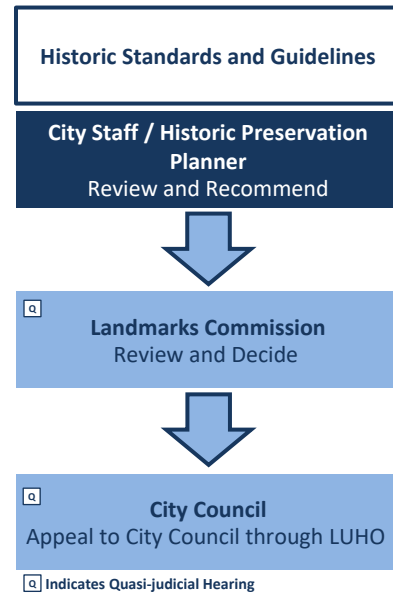 Historic Standards and Guidelines
City Staff / Historic Preservation
Planner
Review and Recommend
Q
Landmarks Commission
Review and Decide
Q
City Council
Appeal to City Council through LUHO
Q Indicates Quasi-judicial Hearing